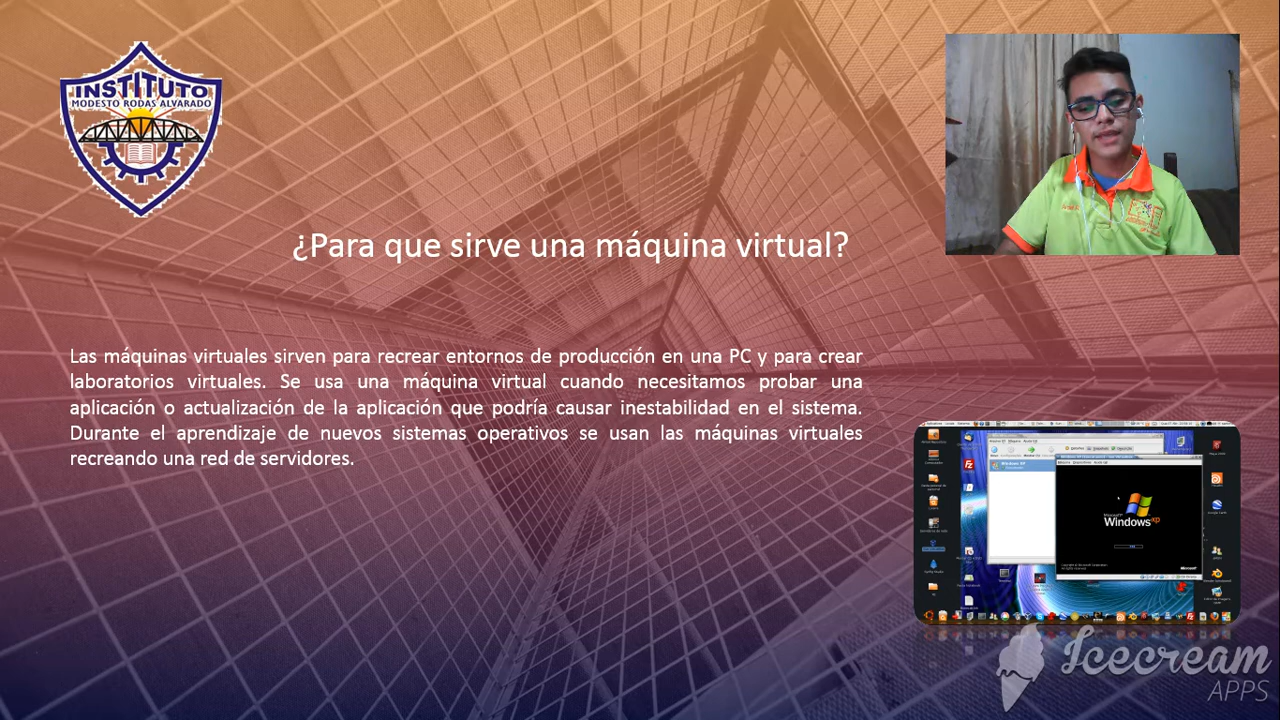 INSTITUTO
MODESTO RODAS ALVARADO
¿Para que sirve una máquina virtual?
Las máquinas virtuales sirven para recrear entornos de producción en una PC y para crear
laboratorios virtuales. Se usa una máquina virtual cuando necesitamos probar una
aplicación o actualización de la aplicación que podría causar inestabilidad en el sistema.
Durante el aprendizaje de nuevos sistemas operativos se usan las máquinas virtuales
recreando una red de servidores.
Microsoft
Windows xp
Icecream
APPS